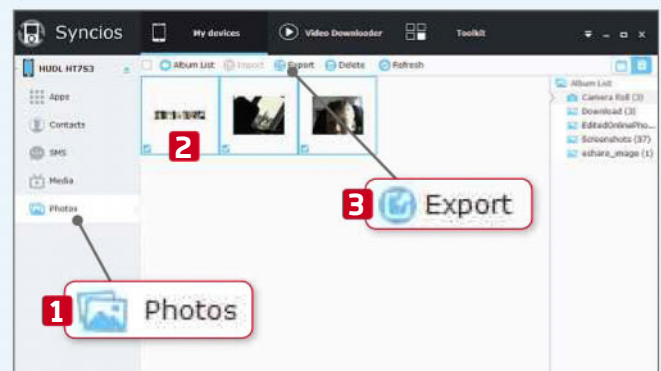 Syncios
My devices
Video Downloader
Toolkit
HUDL HT7S3
Album List
Import
Export
Delete
Refresh
Apps
Contacts
SMS
Media
Photos
2
3 Export
1 Photos
Album List
Camera Roll (3)
Download (3)
EditedOnlinePho...
Screenshots (37)
eshare_image (1)